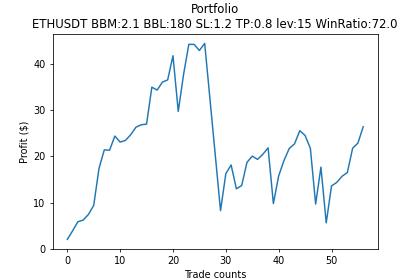 Portfolio
ETHUSDT BBM:2.1 BBL:180 SL:1.2 TP:0.8 lev:15 WinRatio:72.0
40
30
20
10
0
Profit ($)
0 10 20 30 40 50
Trade counts